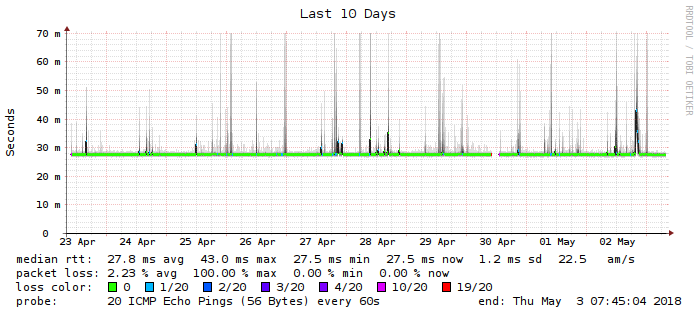 Last 10 Days
RRDTOOL / TOBI OETIKER
Seconds
70 m
60 m
50 m
40 m
30 m
20 m
10 m
0
23 Apr 24 Apr 25 Apr 26 Apr 27 Apr 28 Apr 29 Apr 30 Apr 01 May 02 May
median rtt: 27.8 ms avg 43.0 ms max 27.5 ms min 27.5 ms now 1.2 ms sd 22.5 am/s
packet loss: 2.23 % avg 100.00 % max 0.00 % min 0.00 % now
loss color: 0 1/20 2/20 3/20 4/20 10/20 19/20
probe: 20 ICMP Echo Pings (56 Bytes) every 60s end: Thu May 3 07:45:04 2018